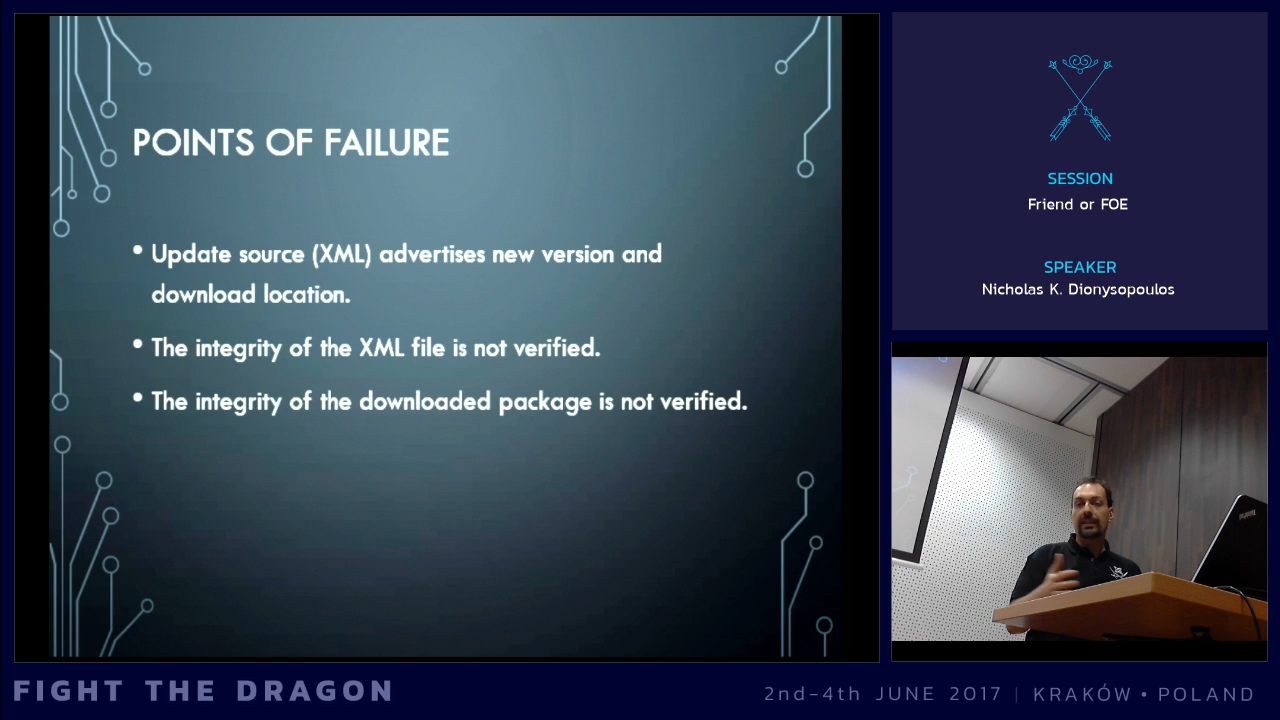 POINTS OF FAILURE
• Update source (XML) advertises new version and
download location.
• The integrity of the XML file is not verified.
• The integrity of the downloaded package is not verified.
SESSION
Friend or FOE
SPEAKER
Nicholas K. Dionysopoulos
FIGHT THE DRAGON
2nd-4th JUNE 2017 | KRAKÓW • POLAND